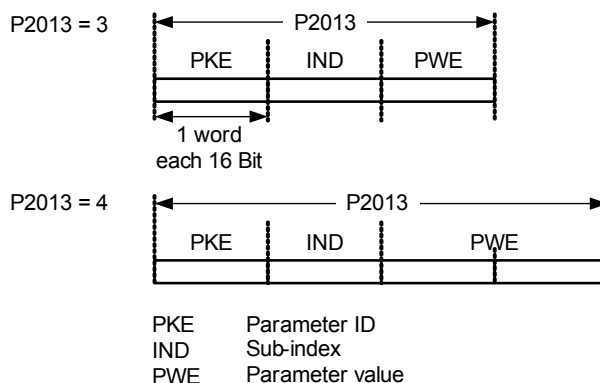 P2013 = 3
P2013
PKE IND PWE
1 word
each 16 Bit
P2013 = 4
P2013
PKE IND PWE
PKE Parameter ID
IND Sub-index
PWE Parameter value